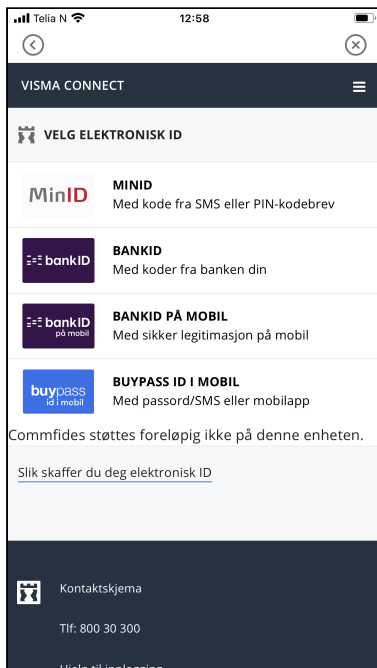 Telia N 12:58
VISMA CONNECT
VELG ELEKTRONISK ID
MinID
MINID
Med kode fra SMS eller PIN-kodebrev
bankID
BANKID
Med koder fra banken din
bankID
på mobil
BANKID PÅ MOBIL
Med sikker legitimasjon på mobil
buypass
id i mobil
BUYPASS ID I MOBIL
Med passord/SMS eller mobilapp
Commfides støttes foreløpig ikke på denne enheten.
Slik skaffer du deg elektronisk ID
Kontaktskjema
Tlf: 800 30 300
Hjelp til innlogging